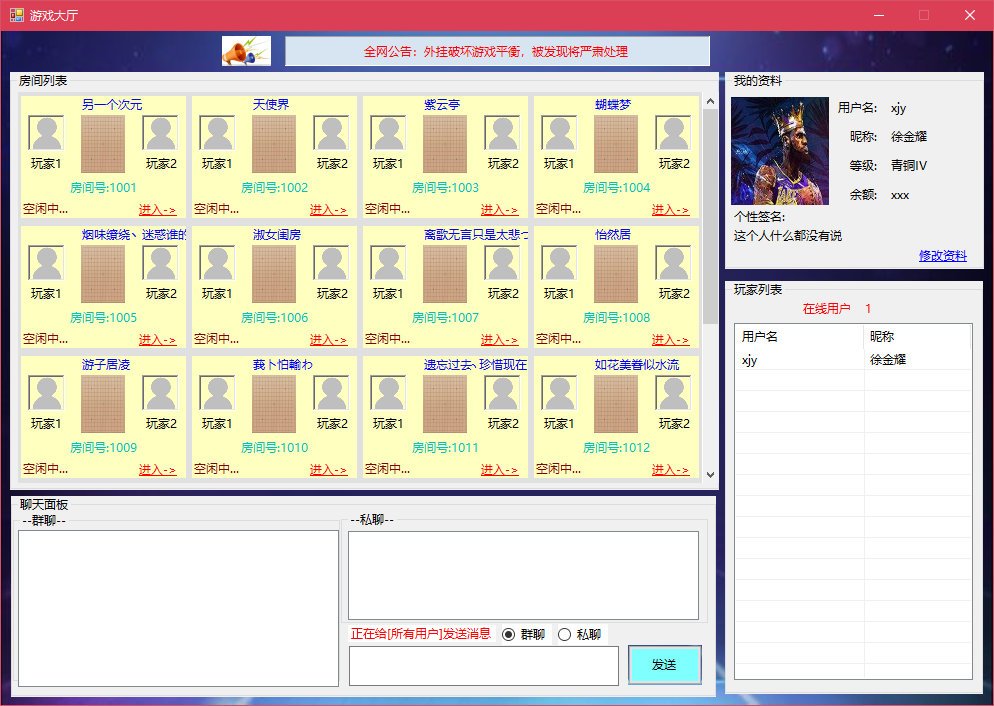 游戏大厅
全网公告：外挂破坏游戏平衡，被发现将严肃处理
房间列表
另一个次元 天使界 紫云亭 蝴蝶梦
玩家1 玩家2 玩家1 玩家2 玩家1 玩家2 玩家1 玩家2
房间号:1001 房间号:1002 房间号:1003 房间号:1004
空闲中... 进入-> 空闲中... 进入-> 空闲中... 进入-> 空闲中... 进入->
烟味缭绕丶迷惑谁的 淑女闺房 离歌无言只是太悲 怡然居
玩家1 玩家2 玩家1 玩家2 玩家1 玩家2 玩家1 玩家2
房间号:1005 房间号:1006 房间号:1007 房间号:1008
空闲中... 进入-> 空闲中... 进入-> 空闲中... 进入-> 空闲中... 进入->
游子居凌 莪卜怕輸わ 遗忘过去、珍惜现在 如花美眷似水流
玩家1 玩家2 玩家1 玩家2 玩家1 玩家2 玩家1 玩家2
房间号:1009 房间号:1010 房间号:1011 房间号:1012
空闲中... 进入-> 空闲中... 进入-> 空闲中... 进入-> 空闲中... 进入->
我的资料
用户名: xjy
昵称: 徐金耀
等级: 青铜IV
余额: xxx
个性签名:
这个人什么都没有说
修改资料
玩家列表
在线用户 1
用户名 昵称
xjy 徐金耀
聊天面板
--群聊--
--私聊--
正在给[所有用户]发送消息 群聊 私聊
发送